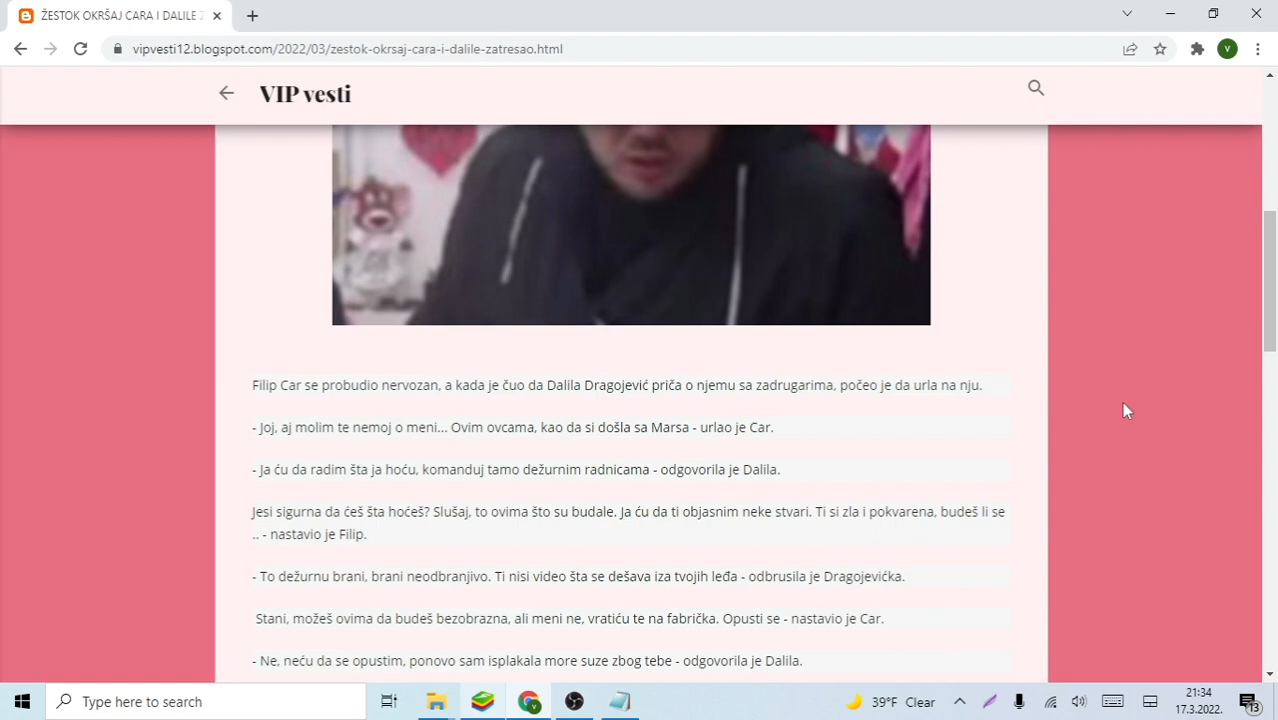 ŽESTOK OKRŠAJ CARA I DALILE Z
vipvesti12.blogspot.com/2022/03/zestok-okrsaj-cara-i-dalile-zatresao.html
V
VIP vesti
Filip Car se probudio nervozan, a kada je čuo da Dalila Dragojević priča o njemu sa zadrugarima, počeo je da urla na nju.
- Joj, aj molim te nemoj o meni... Ovim ovcama, kao da si došla sa Marsa - urlao je Car.
- Ja ću da radim šta ja hoću, komanduj tamo dežurnim radnicama - odgovorila je Dalila.
Jesi sigurna da ćeš šta hoćeš? Slušaj, to ovima što su budale. Ja ću da ti objasnim neke stvari. Ti si zla i pokvarena, budeš li se
.. - nastavio je Filip.
- To dežurnu brani, brani neodbranjivo. Ti nisi video šta se dešava iza tvojih leđa - odbrusila je Dragojevićka.
Stani, možeš ovima da budeš bezobrazna, ali meni ne, vratiću te na fabrička. Opusti se - nastavio je Car.
- Ne, neću da se opustim, ponovo sam isplakala more suze zbog tebe - odgovorila je Dalila.
Type here to search
39°F Clear
21:34
17.3.2022.
13